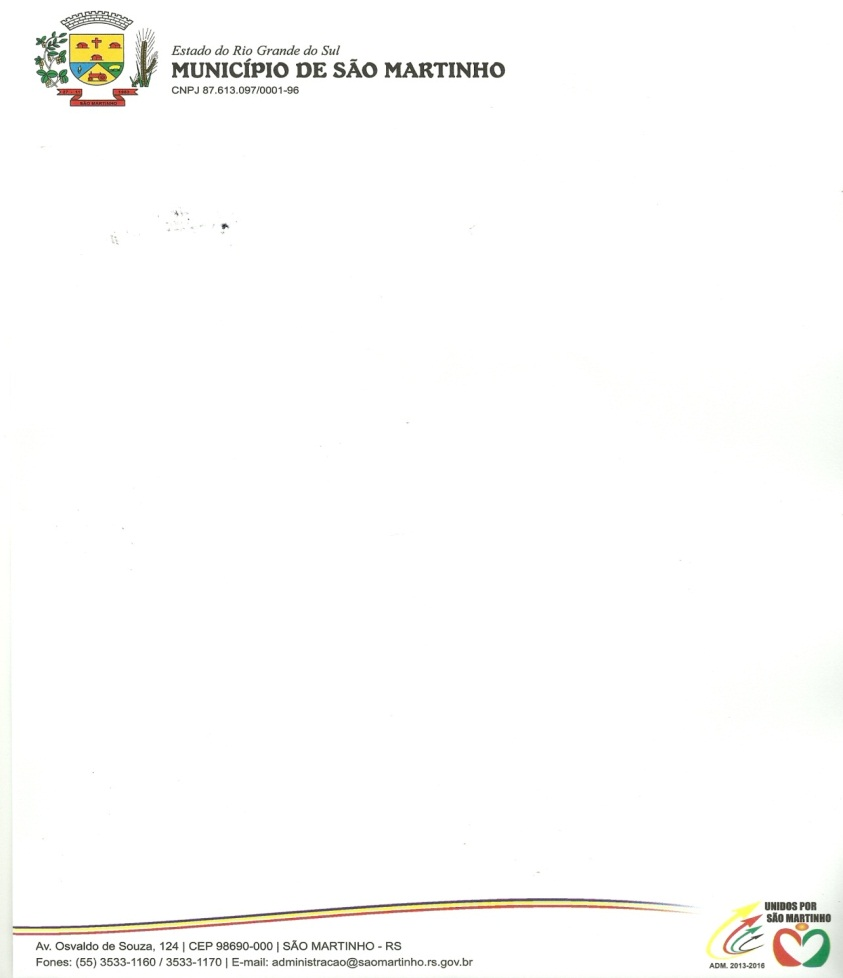 Estado do Rio Grande do Sul
MUNICÍPIO DE SÃO MARTINHO
CNPJ 87.613.097/0001-96
SÃO MARTINHO
UNIDOS POR
SÃO MARTINHO
ADM. 2013-2016
Av. Osvaldo de Souza, 124 | CEP 98690-000 | SÃO MARTINHO - RS
Fones: (55) 3533-1160 / 3533-1170 | E-mail: administracao@saomartinho.rs.gov.br